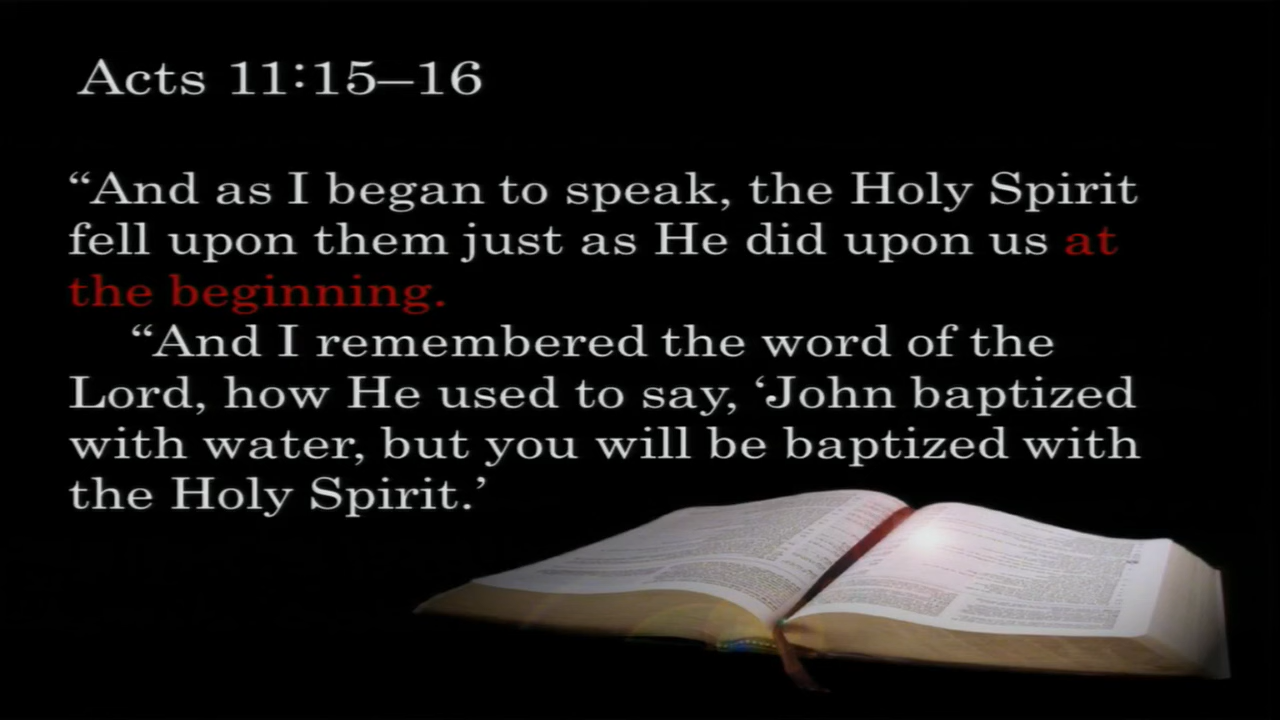 Acts 11:15–16
“And as I began to speak, the Holy Spirit
fell upon them just as He did upon us at
the beginning.
“And I remembered the word of the
Lord, how He used to say, ‘John baptized
with water, but you will be baptized with
the Holy Spirit.’